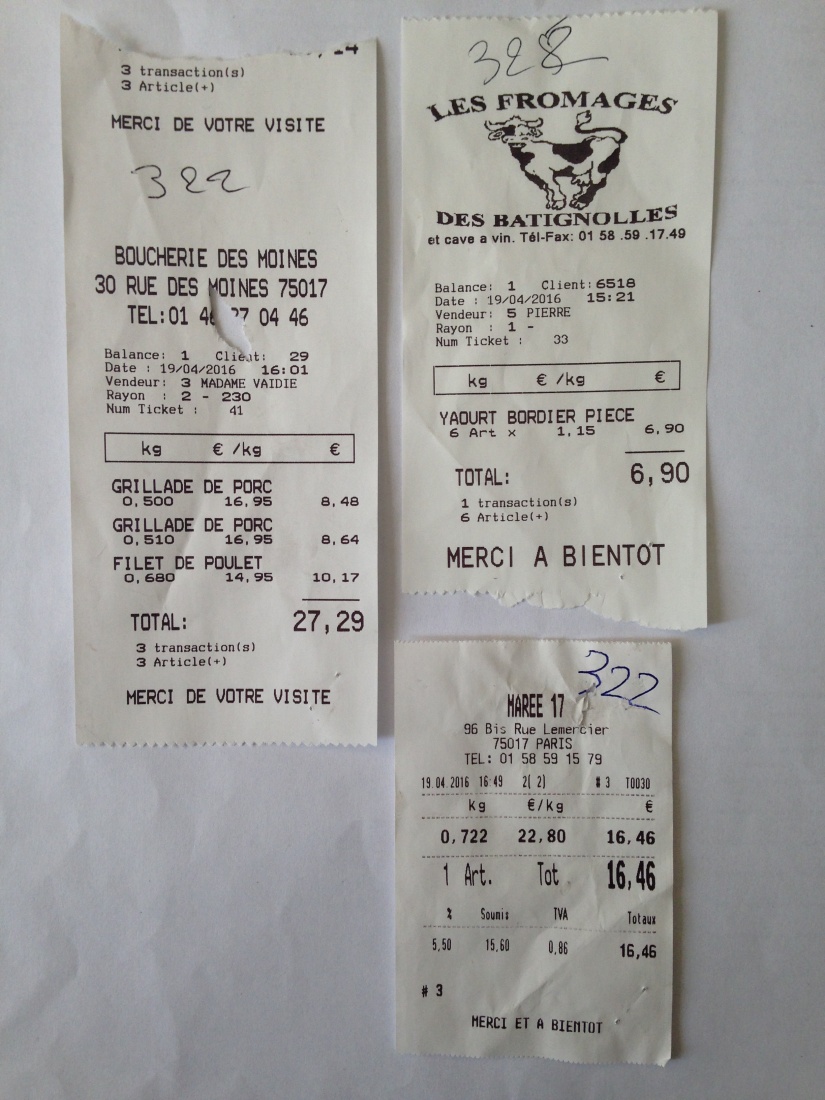 3 transaction(s)
3 Article(+)
MERCI DE VOTRE VISITE
322
BOUCHERIE DES MOINES
30 RUE DES MOINES 75017
TEL:01 46 27 04 46
Balance: 1 Client: 29
Date : 19/04/2016 16:01
Vendeur: 3 MADAME VAIDIE
Rayon : 2 - 230
Num Ticket : 41
kg € /kg €
GRILLADE DE PORC
0,500 16,95 8,48
GRILLADE DE PORC
0,510 16,95 8,64
FILET DE POULET
0,680 14,95 10,17
TOTAL: 27,29
3 transaction(s)
3 Article(+)
MERCI DE VOTRE VISITE
328
LES FROMAGES
DES BATIGNOLLES
et cave a vin. Tél-Fax: 01 58 .59 .17.49
Balance: 1 Client: 6518
Date : 19/04/2016 15:21
Vendeur: 5 PIERRE
Rayon : 1 -
Num Ticket : 33
kg € /kg €
YAOURT BORDIER PIECE
6 Art x 1,15 6,90
TOTAL: 6,90
1 transaction(s)
6 Article(+)
MERCI A BIENTOT
322
MAREE 17
96 Bis Rue Lemercier
75017 PARIS
TEL: 01 58 59 15 79
19.04.2016 16:49 2( 2) # 3 T0030
kg €/kg €
0,722 22,80 16,46
1 Art. Tot 16,46
% Soumis TVA Totaux
5,50 15,60 0,86 16,46
# 3
MERCI ET A BIENTOT